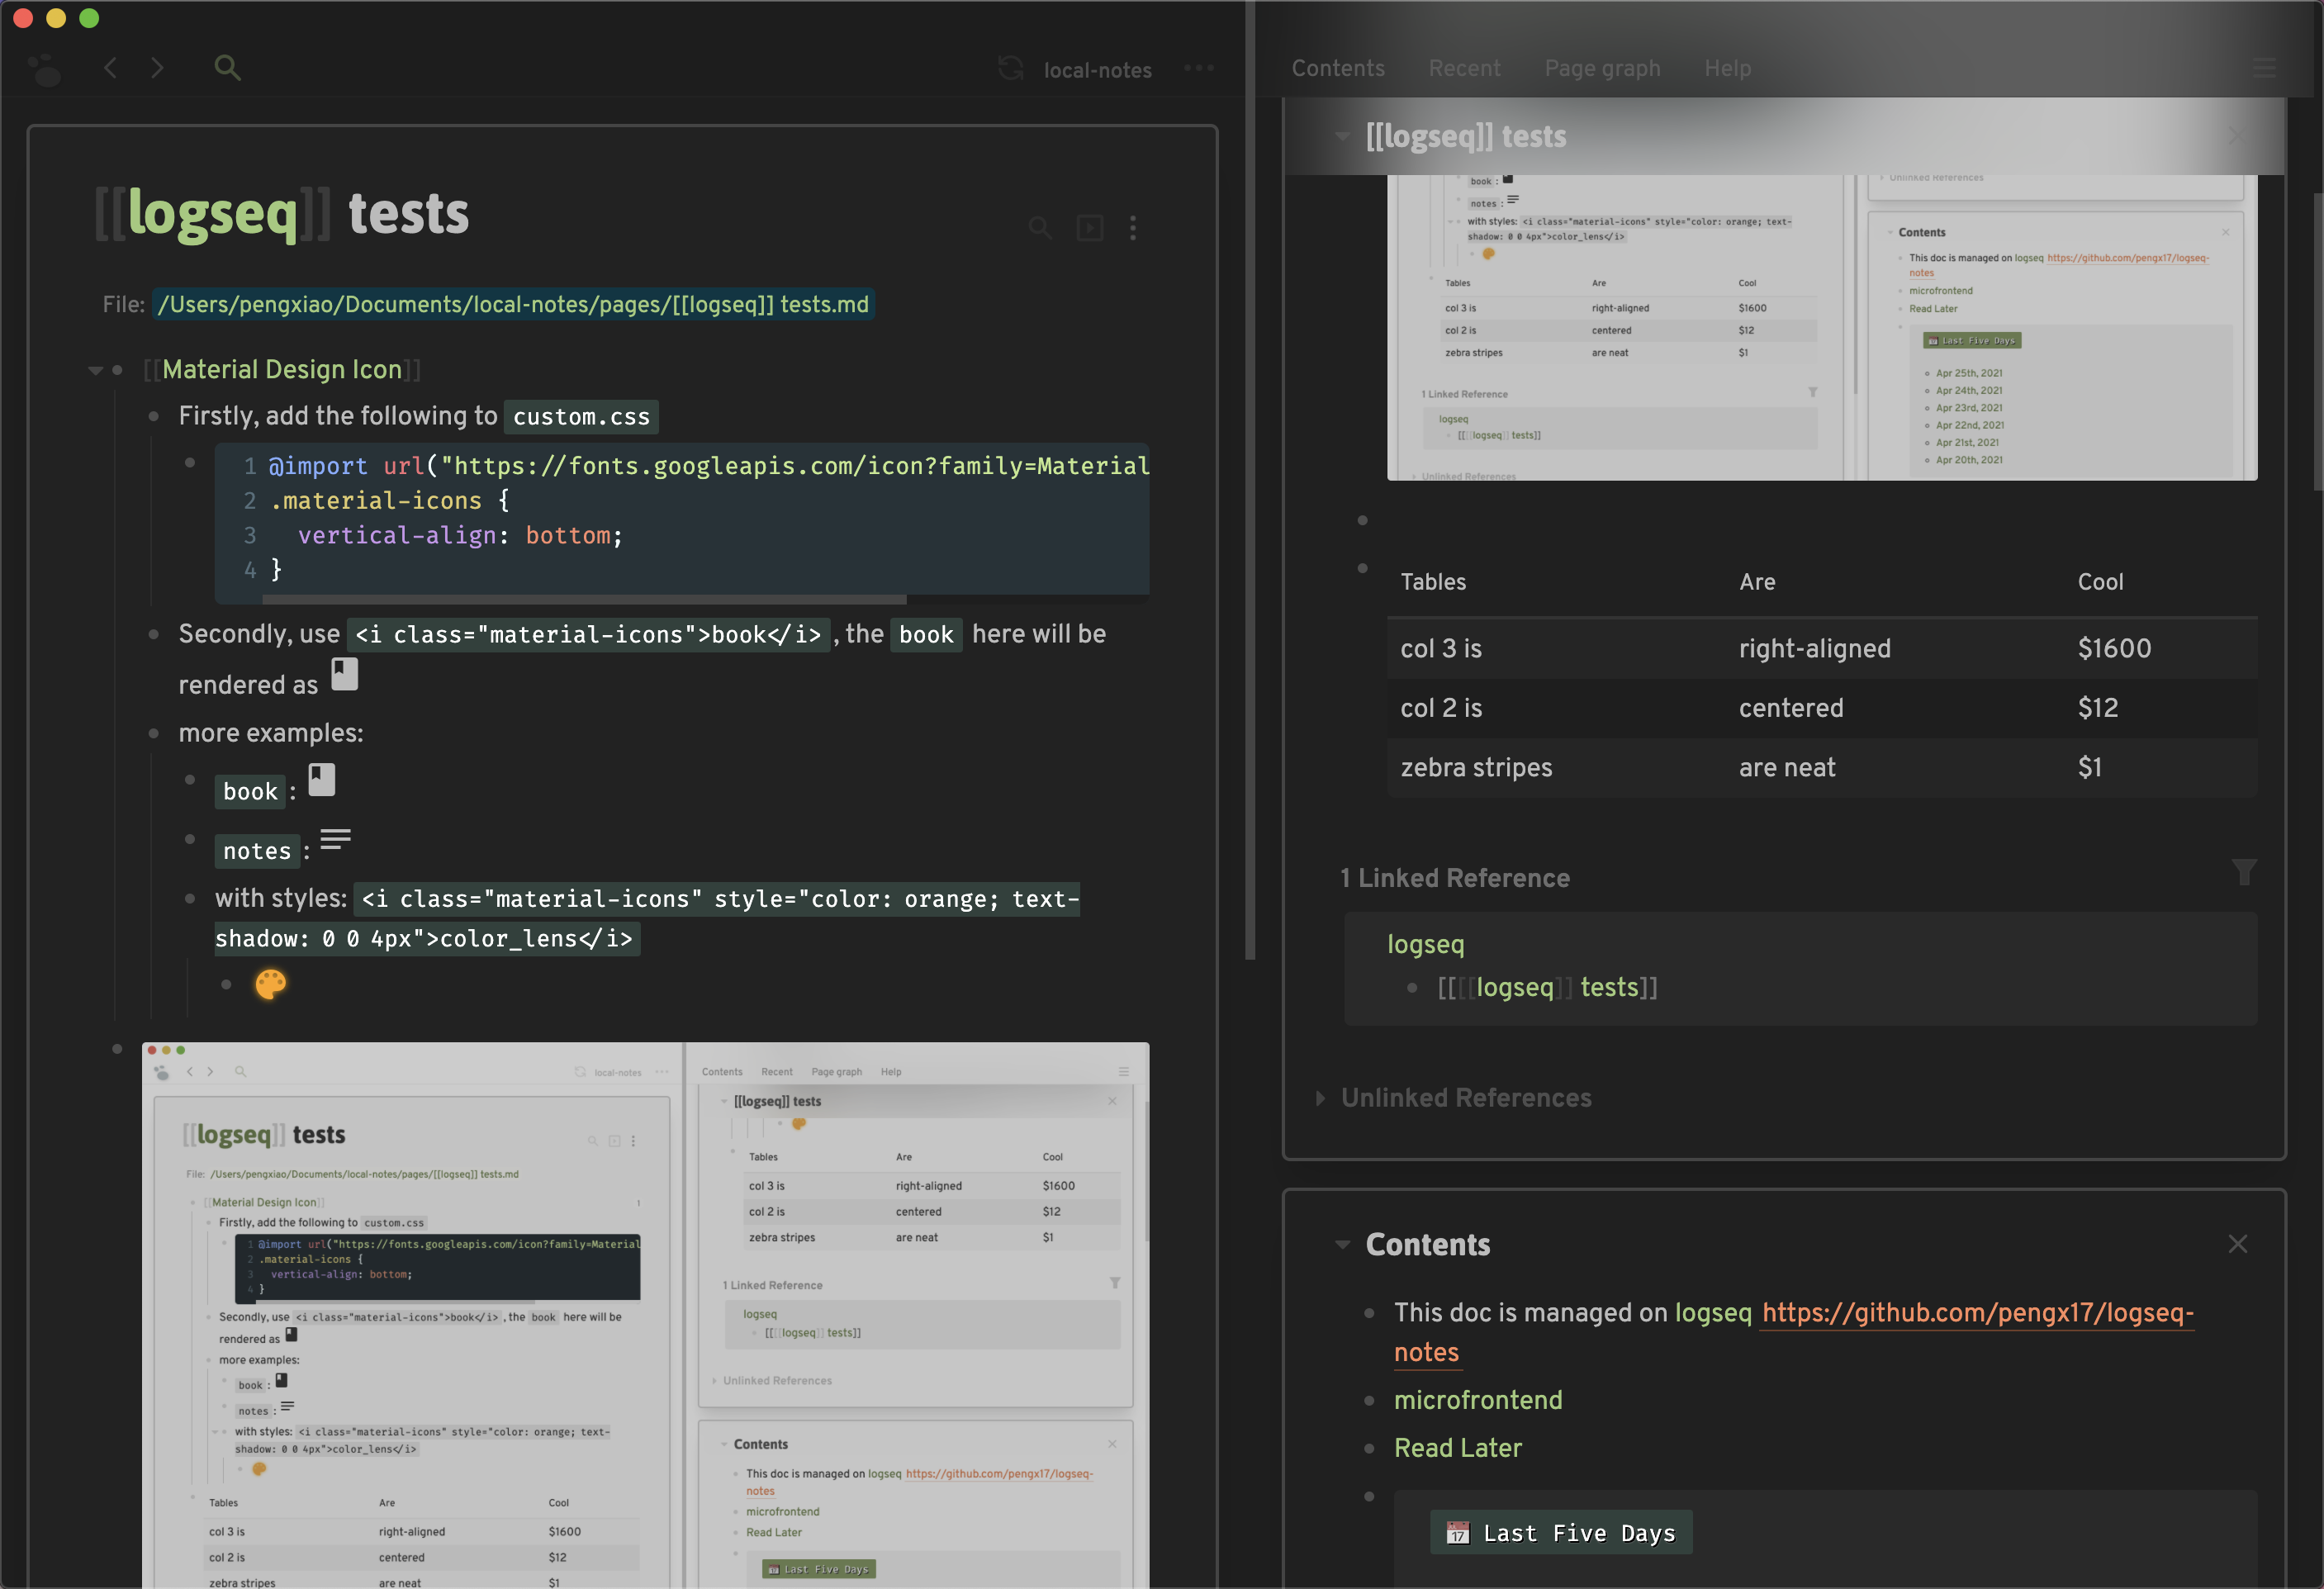 local-notes
[[logseq]] tests
File: /Users/pengxiao/Documents/local-notes/pages/[[logseq]] tests.md
[[Material Design Icon]]
Firstly, add the following to custom.css
1 @import url("https://fonts.googleapis.com/icon?family=Material
2 .material-icons {
3 vertical-align: bottom;
4 }
Secondly, use <i class="material-icons">book</i> , the book here will be
rendered as
more examples:
book :
notes :
with styles: <i class="material-icons" style="color: orange; text-
shadow: 0 0 4px">color_lens</i>
local-notes
Contents Recent Page graph Help
[[logseq]] tests
File: /Users/pengxiao/Documents/local-notes/pages/[[logseq]] tests.md
[[Material Design Icon]] 1
Firstly, add the following to custom.css
1 @import url("https://fonts.googleapis.com/icon?family=Material
2 .material-icons {
3 vertical-align: bottom;
4 }
Secondly, use <i class="material-icons">book</i> , the book here will be
rendered as
more examples:
book :
notes :
with styles: <i class="material-icons" style="color: orange; text-
shadow: 0 0 4px">color_lens</i>
Tables Are Cool
col 3 is right-aligned $1600
col 2 is centered $12
zebra stripes are neat $1
[[logseq]] tests
Tables Are Cool
col 3 is right-aligned $1600
col 2 is centered $12
zebra stripes are neat $1
1 Linked Reference
logseq
[[[[logseq]] tests]]
Unlinked References
Contents
This doc is managed on logseq https://github.com/pengx17/logseq-
notes
microfrontend
Read Later
Last Five Days
Contents Recent Page graph Help
[[logseq]] tests
book :
notes :
with styles: <i class="material-icons" style="color: orange; text-
shadow: 0 0 4px">color_lens</i>
Tables Are Cool
col 3 is right-aligned $1600
col 2 is centered $12
zebra stripes are neat $1
1 Linked Reference
logseq
[[[[logseq]] tests]]
Unlinked References
Unlinked References
Contents
This doc is managed on logseq https://github.com/pengx17/logseq-
notes
microfrontend
Read Later
Last Five Days
Apr 25th, 2021
Apr 24th, 2021
Apr 23rd, 2021
Apr 22nd, 2021
Apr 21st, 2021
Apr 20th, 2021
Tables Are Cool
col 3 is right-aligned $1600
col 2 is centered $12
zebra stripes are neat $1
1 Linked Reference
logseq
[[[[logseq]] tests]]
Unlinked References
Contents
This doc is managed on logseq https://github.com/pengx17/logseq-
notes
microfrontend
Read Later
17 Last Five Days